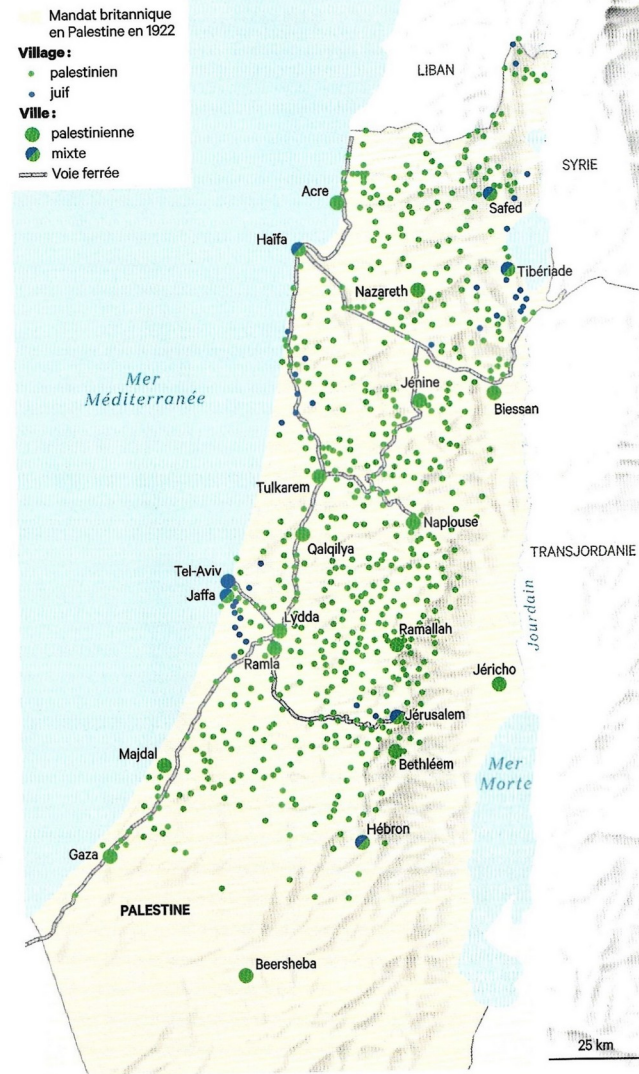 Mandat britannique
en Palestine en 1922
Village :
palestinien
juif
Ville :
palestinienne
mixte
Voie ferrée
LIBAN
SYRIE
Acre
Safed
Haïfa
Tibériade
Nazareth
Mer
Méditerranée
Jénine
Biessan
Tulkarem
Naplouse
Qalqilya
TRANSJORDANIE
Tel-Aviv
Jaffa
Jourdain
Lydda
Ramallah
Ramla
Jéricho
Jérusalem
Majdal
Bethléem
Mer
Morte
Hébron
Gaza
PALESTINE
Beersheba
25 km